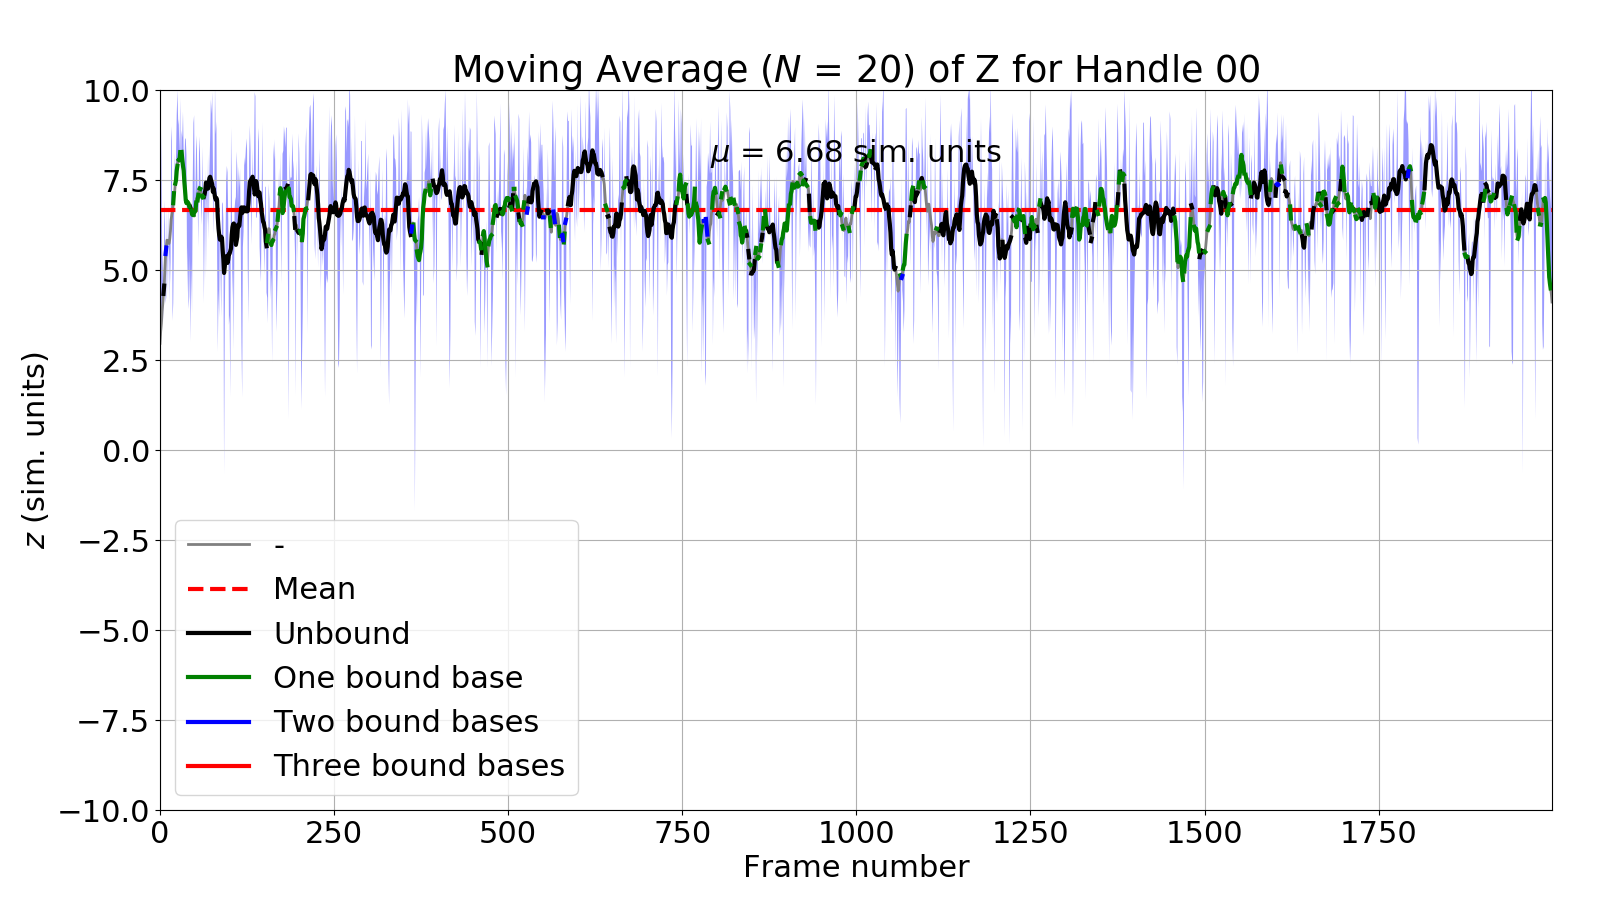 Moving Average (N = 20) of Z for Handle 00
μ = 6.68 sim. units
z (sim. units)
10.0
7.5
5.0
2.5
0.0
−2.5
−5.0
−7.5
−10.0
-
Mean
Unbound
One bound base
Two bound bases
Three bound bases
0 250 500 750 1000 1250 1500 1750
Frame number